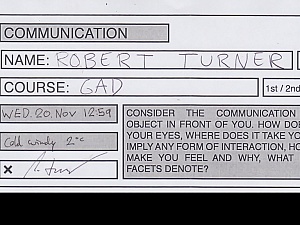 COMMUNICATION
NAME: ROBERT TURNER
COURSE: GAD
1st / 2nd
WED. 20. Nov 12:59
Cold windy 2°C
x
CONSIDER THE COMMUNICATION
OBJECT IN FRONT OF YOU. HOW DOE
YOUR EYES, WHERE DOES IT TAKE YO
IMPLY ANY FORM OF INTERACTION, HO
MAKE YOU FEEL AND WHY, WHAT
FACETS DENOTE?